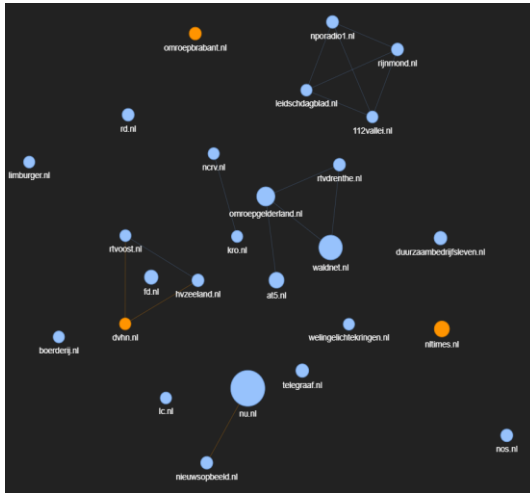 nporadio1.nl
omroepbrabant.nl
rijnmond.nl
leidschdagblad.nl
rd.nl
112vallei.nl
ncrv.nl
limburger.nl
rtvdrenthe.nl
omroepgelderland.nl
rtvoost.nl
kro.nl
waldnet.nl
duurzaambedrijfsleven.nl
fd.nl
hvzeeland.nl
at5.nl
dvhn.nl
welingelichtekringen.nl
nltimes.nl
boerderij.nl
telegraaf.nl
lc.nl
nu.nl
nos.nl
nieuwsopbeeld.nl